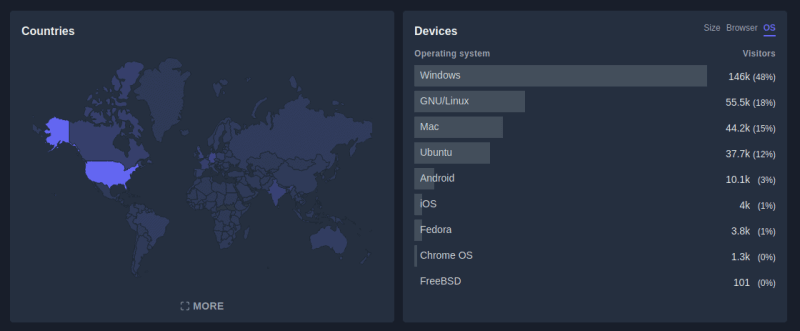 Countries
MORE
Devices
Size Browser OS
Operating system Visitors
Windows 146k (48%)
GNU/Linux 55.5k (18%)
Mac 44.2k (15%)
Ubuntu 37.7k (12%)
Android 10.1k (3%)
iOS 4k (1%)
Fedora 3.8k (1%)
Chrome OS 1.3k (0%)
FreeBSD 101 (0%)